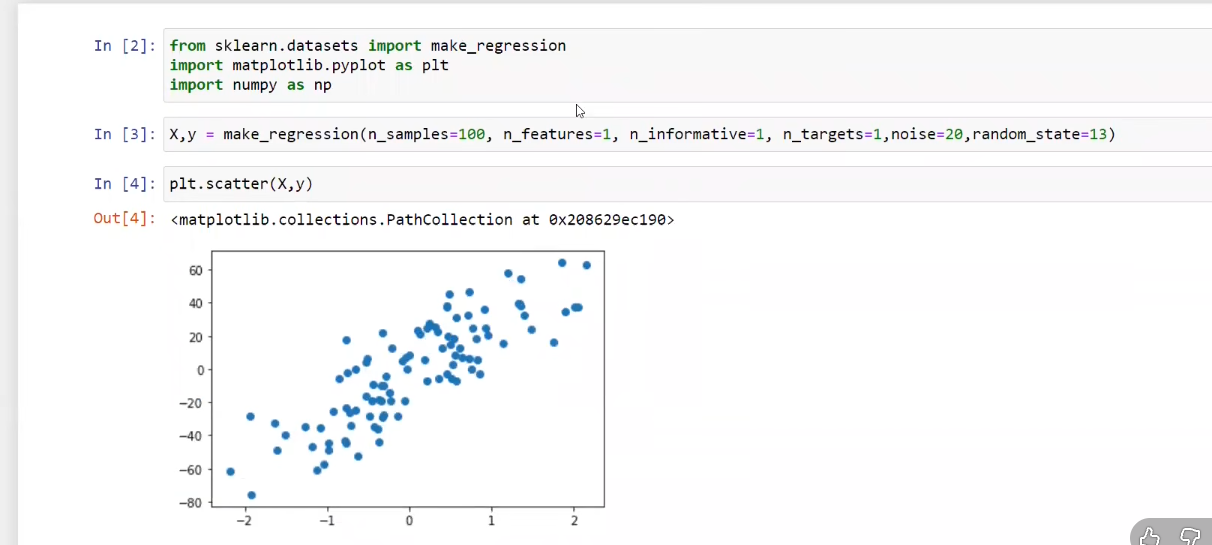 In [2]: from sklearn.datasets import make_regression
import matplotlib.pyplot as plt
import numpy as np
In [3]: X,y = make_regression(n_samples=100, n_features=1, n_informative=1, n_targets=1,noise=20,random_state=13)
In [4]: plt.scatter(X,y)
Out[4]: <matplotlib.collections.PathCollection at 0x208629ec190>
60
40
20
0
−20
−40
−60
−80
−2 −1 0 1 2